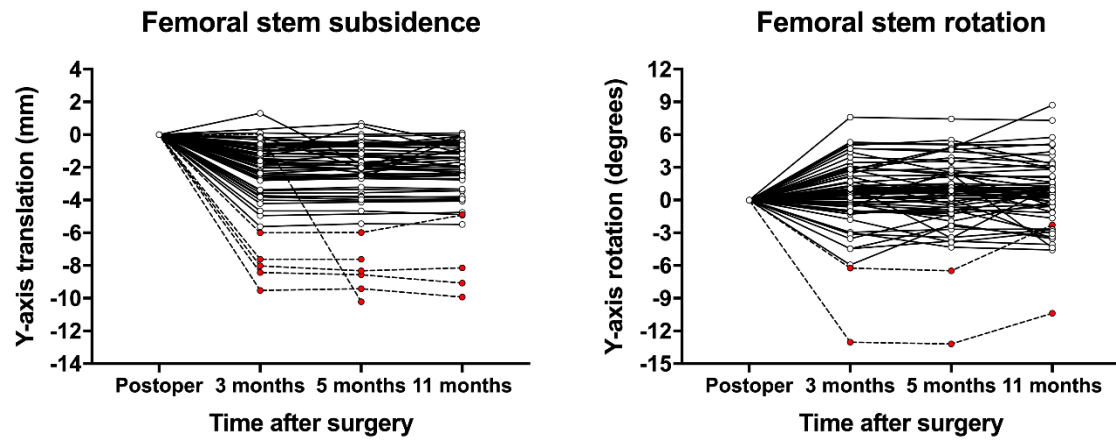 Femoral stem subsidence
Y-axis translation (mm)
4
2
0
-2
-4
-6
-8
-10
-12
-14
Postoper 3 months 5 months 11 months
Time after surgery
Femoral stem rotation
Y-axis rotation (degrees)
12
9
6
3
0
-3
-6
-9
-12
-15
Postoper 3 months 5 months 11 months
Time after surgery